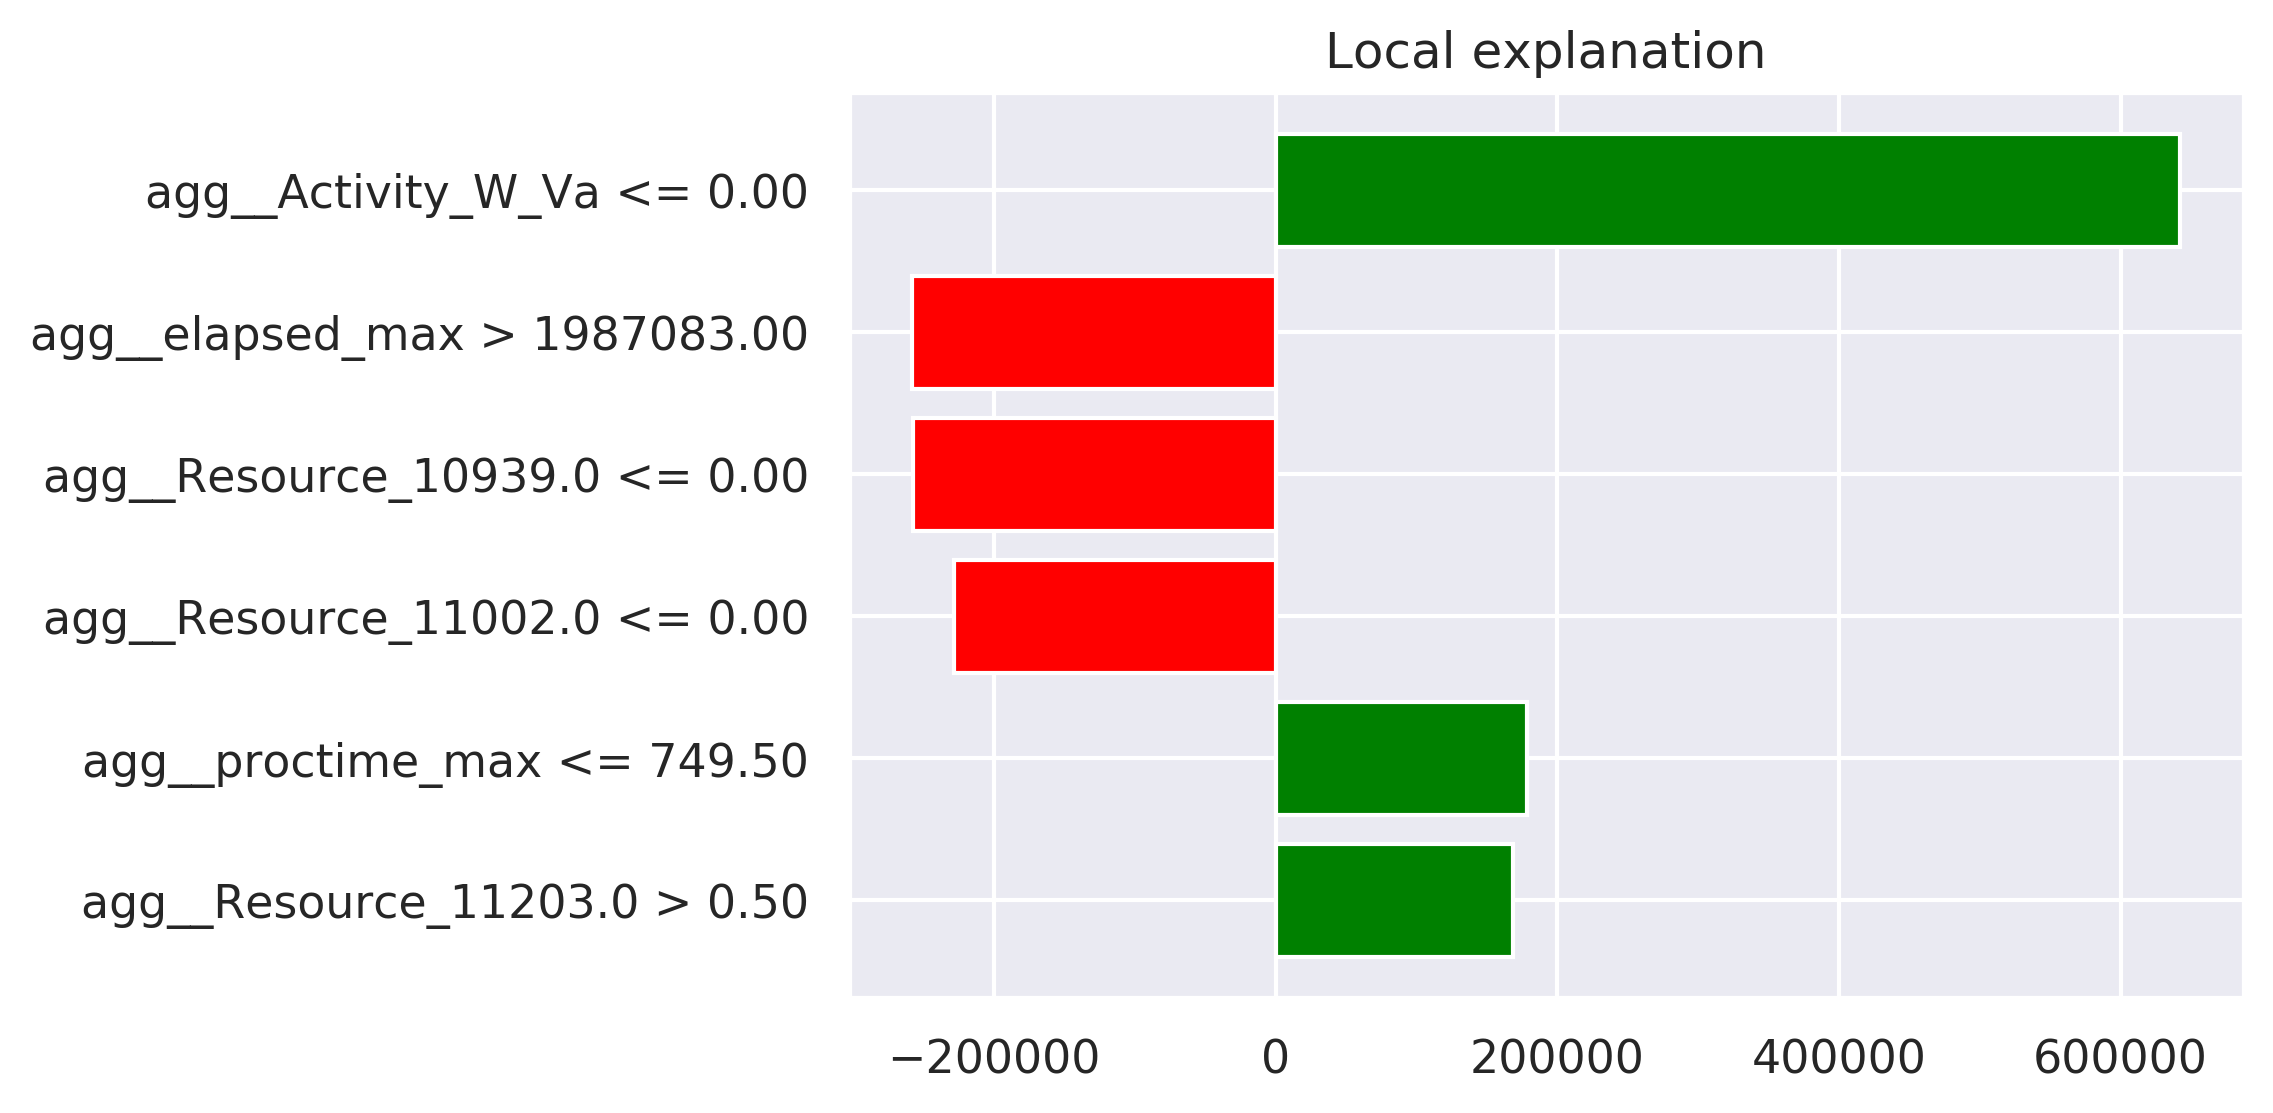 Local explanation
agg__Activity_W_Va <= 0.00
agg__elapsed_max > 1987083.00
agg__Resource_10939.0 <= 0.00
agg__Resource_11002.0 <= 0.00
agg__proctime_max <= 749.50
agg__Resource_11203.0 > 0.50
−200000 0 200000 400000 600000